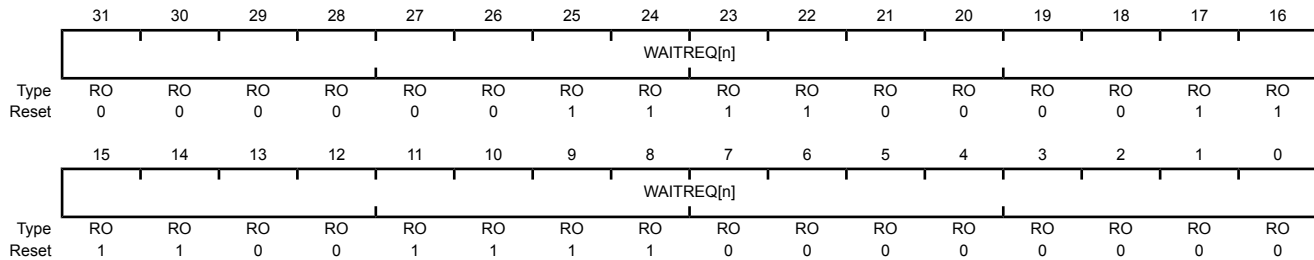 31 30 29 28 27 26 25 24 23 22 21 20 19 18 17 16
WAITREQ[n]
Type RO RO RO RO RO RO RO RO RO RO RO RO RO RO RO RO
Reset 0 0 0 0 0 0 1 1 1 1 0 0 0 0 1 1
15 14 13 12 11 10 9 8 7 6 5 4 3 2 1 0
WAITREQ[n]
Type RO RO RO RO RO RO RO RO RO RO RO RO RO RO RO RO
Reset 1 1 0 0 1 1 1 1 0 0 0 0 0 0 0 0